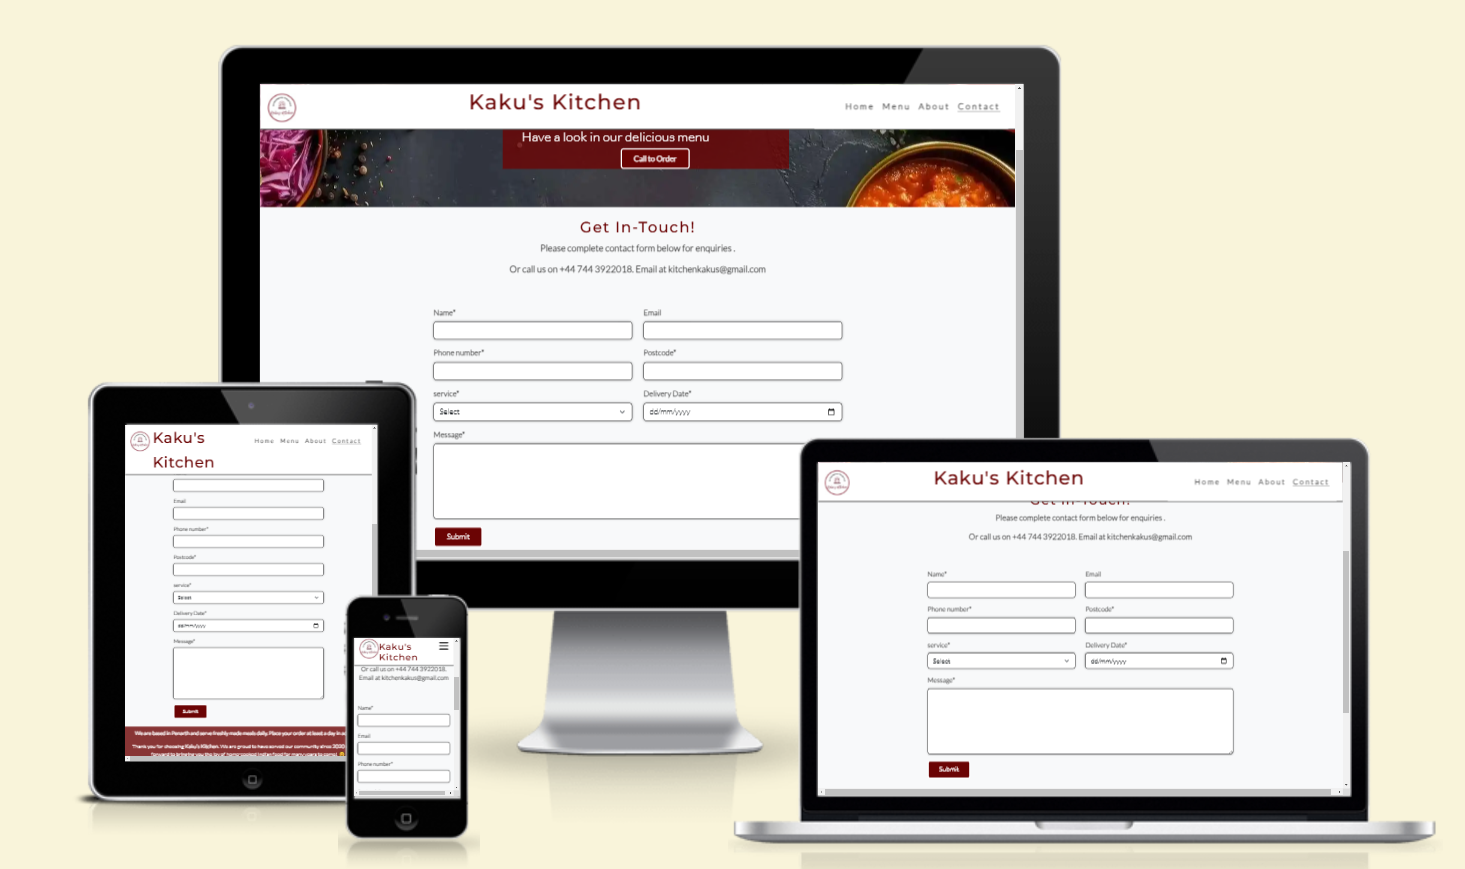 Kaku's Kitchen
Home Menu About Contact
Have a look in our delicious menu
Call to Order
Get In-Touch!
Please complete contact form below for enquiries .
Or call us on +44 744 3922018. Email at kitchenkakus@gmail.com
Name*
Email
Phone number*
Postcode*
service*
Delivery Date*
Select
dd/mm/yyyy
Message*
Submit
Kaku's
Kitchen
Home Menu About Contact
Email
Phone number*
Postcode*
service*
Select
Delivery Date*
dd/mm/yyyy
Message*
Submit
We are based in Penarth and serve freshly made meals daily. Place your order at least a day in
Thank you for choosing Kaku's Kitchen. We are proud to have served our community since 2020
Kaku's
Kitchen
Or call us on +44 744 3922018.
Email at kitchenkakus@gmail.com
Name*
Email
Phone number*
Kaku's Kitchen
Home Menu About Contact
Get In-Touch!
Please complete contact form below for enquiries .
Or call us on +44 744 3922018. Email at kitchenkakus@gmail.com
Name*
Email
Phone number*
Postcode*
service*
Delivery Date*
Select
dd/mm/yyyy
Message*
Submit